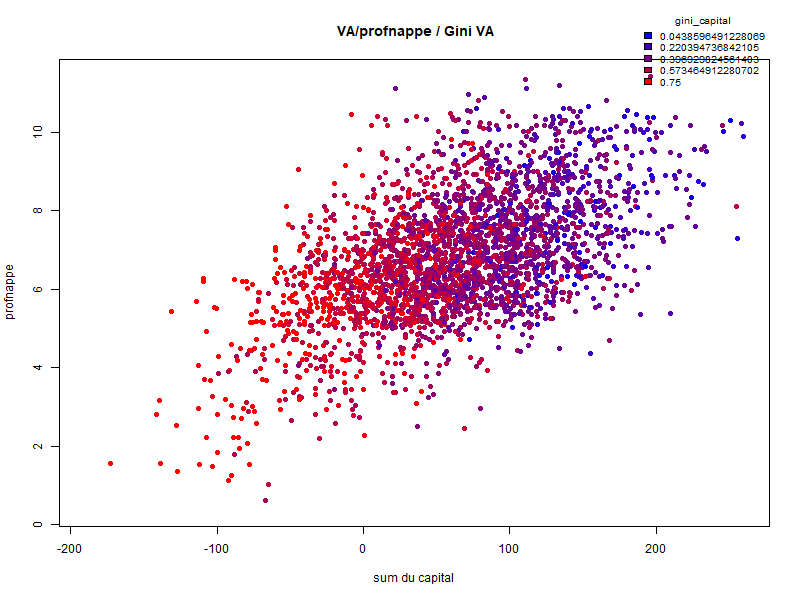 VA/profnappe / Gini VA
gini_capital
0.0438596491228069
0.220394736842105
0.396929824561403
0.573464912280702
0.75
profnappe
10
8
6
4
2
0
-200 -100 0 100 200
sum du capital